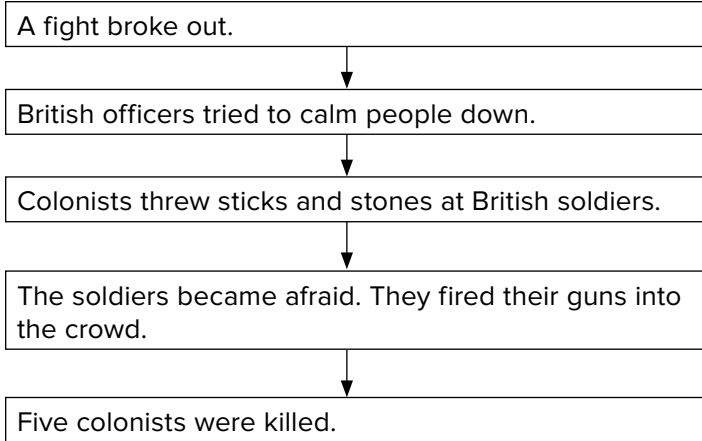 A fight broke out.
British officers tried to calm people down.
Colonists threw sticks and stones at British soldiers.
The soldiers became afraid. They fired their guns into
the crowd.
Five colonists were killed.